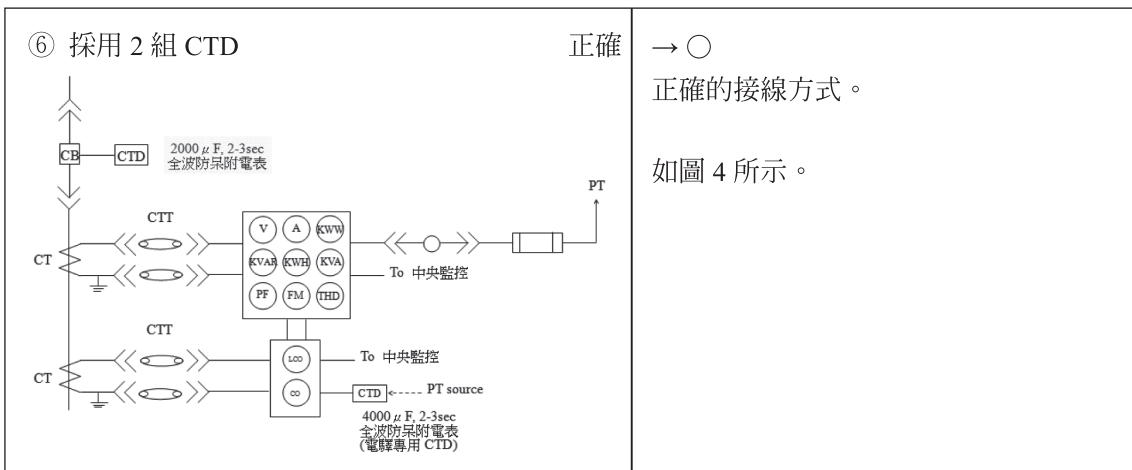 ⑥ 採用 2 組 CTD 正確
→ ○
正確的接線方式。
如圖 4 所示。
CB
CTD
2000 μ F, 2-3sec
全波防呆附電表
PT
CTT
CT
V A KWW
KVAR KWH KVA
PF FM THD
To 中央監控
CTT
CT
LCO
CO
To 中央監控
CTD
PT source
4000 μ F, 2-3sec
全波防呆附電表
(電驛專用 CTD)